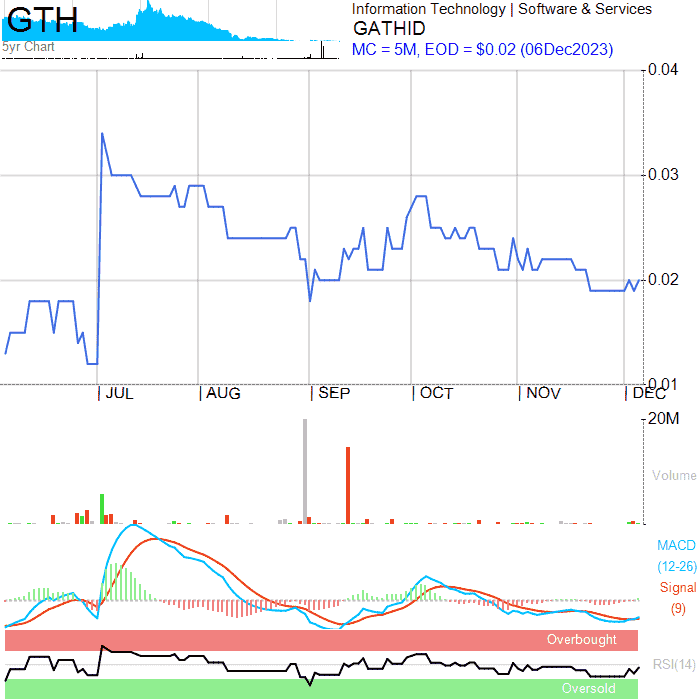 GTH
5yr Chart
Information Technology | Software & Services
GATHID
MC = 5M, EOD = $0.02 (06Dec2023)
0.04
0.03
0.02
0.01
JUL
AUG
SEP
OCT
NOV
DEC
20M
Volume
MACD
(12-26)
Signal
(9)
Overbought
RSI(14)
Oversold